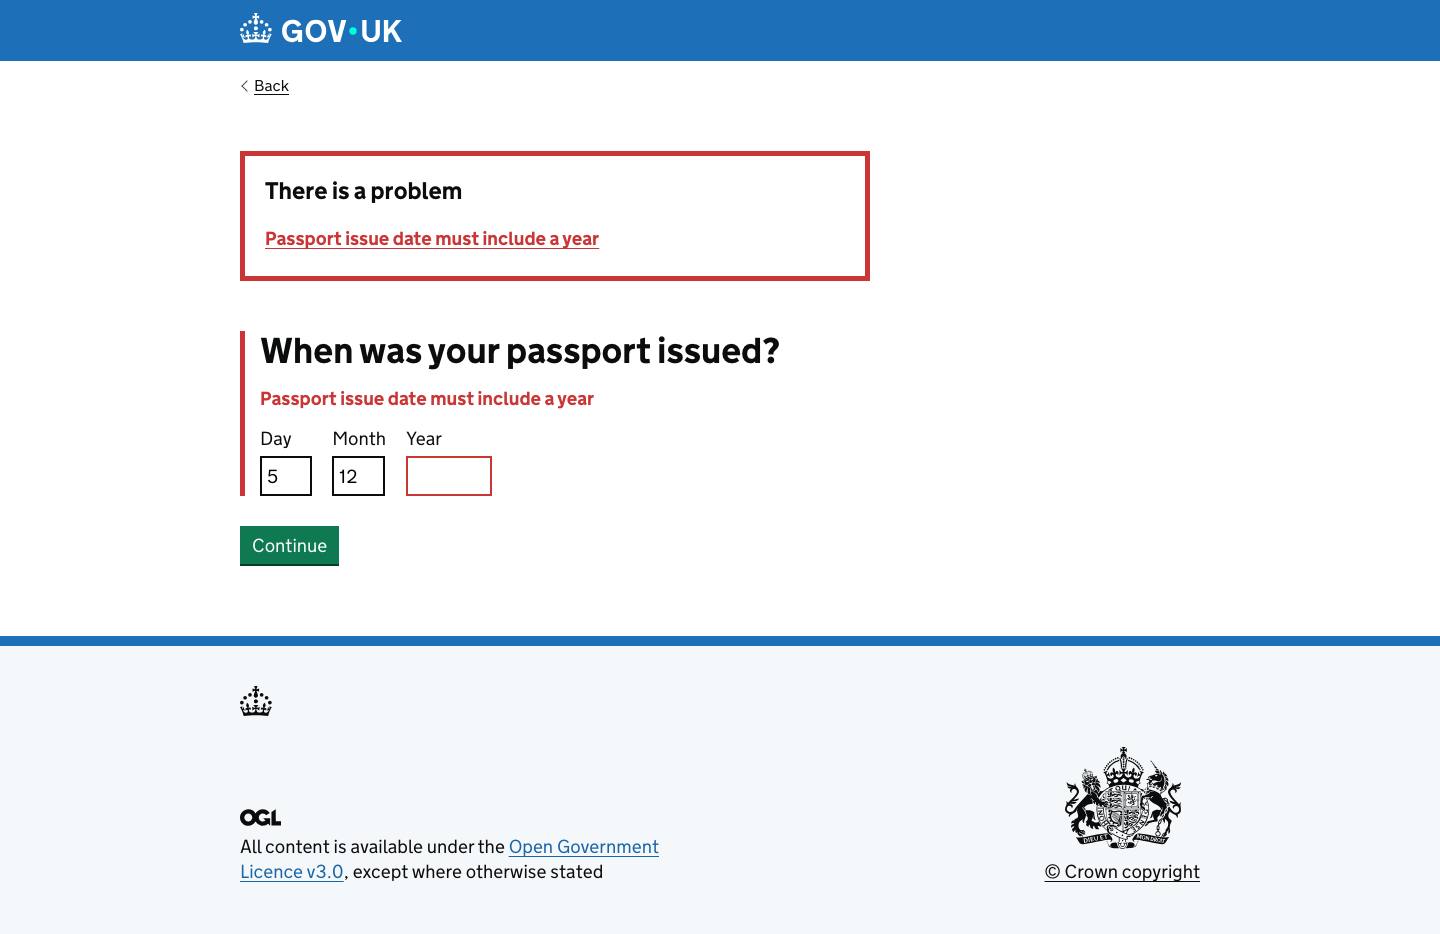 GOV•UK
Back
There is a problem
Passport issue date must include a year
When was your passport issued?
Passport issue date must include a year
Day Month Year
5 12
Continue
OGL
All content is available under the Open Government
Licence v3.0, except where otherwise stated
© Crown copyright